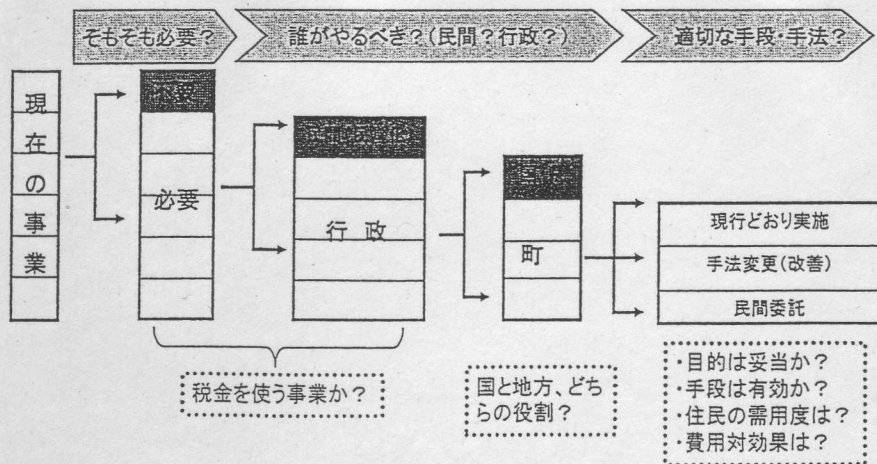 そもそも必要?
誰がやるべき?(民間?行政?)
適切な手段・手法?
現在の事業
不要
必要
行政
町
現行どおり実施
手法変更(改善)
民間委託
税金を使う事業か?
国と地方、どち
らの役割?
・目的は妥当か?
・手段は有効か?
・住民の需用度は?
・費用対効果は?